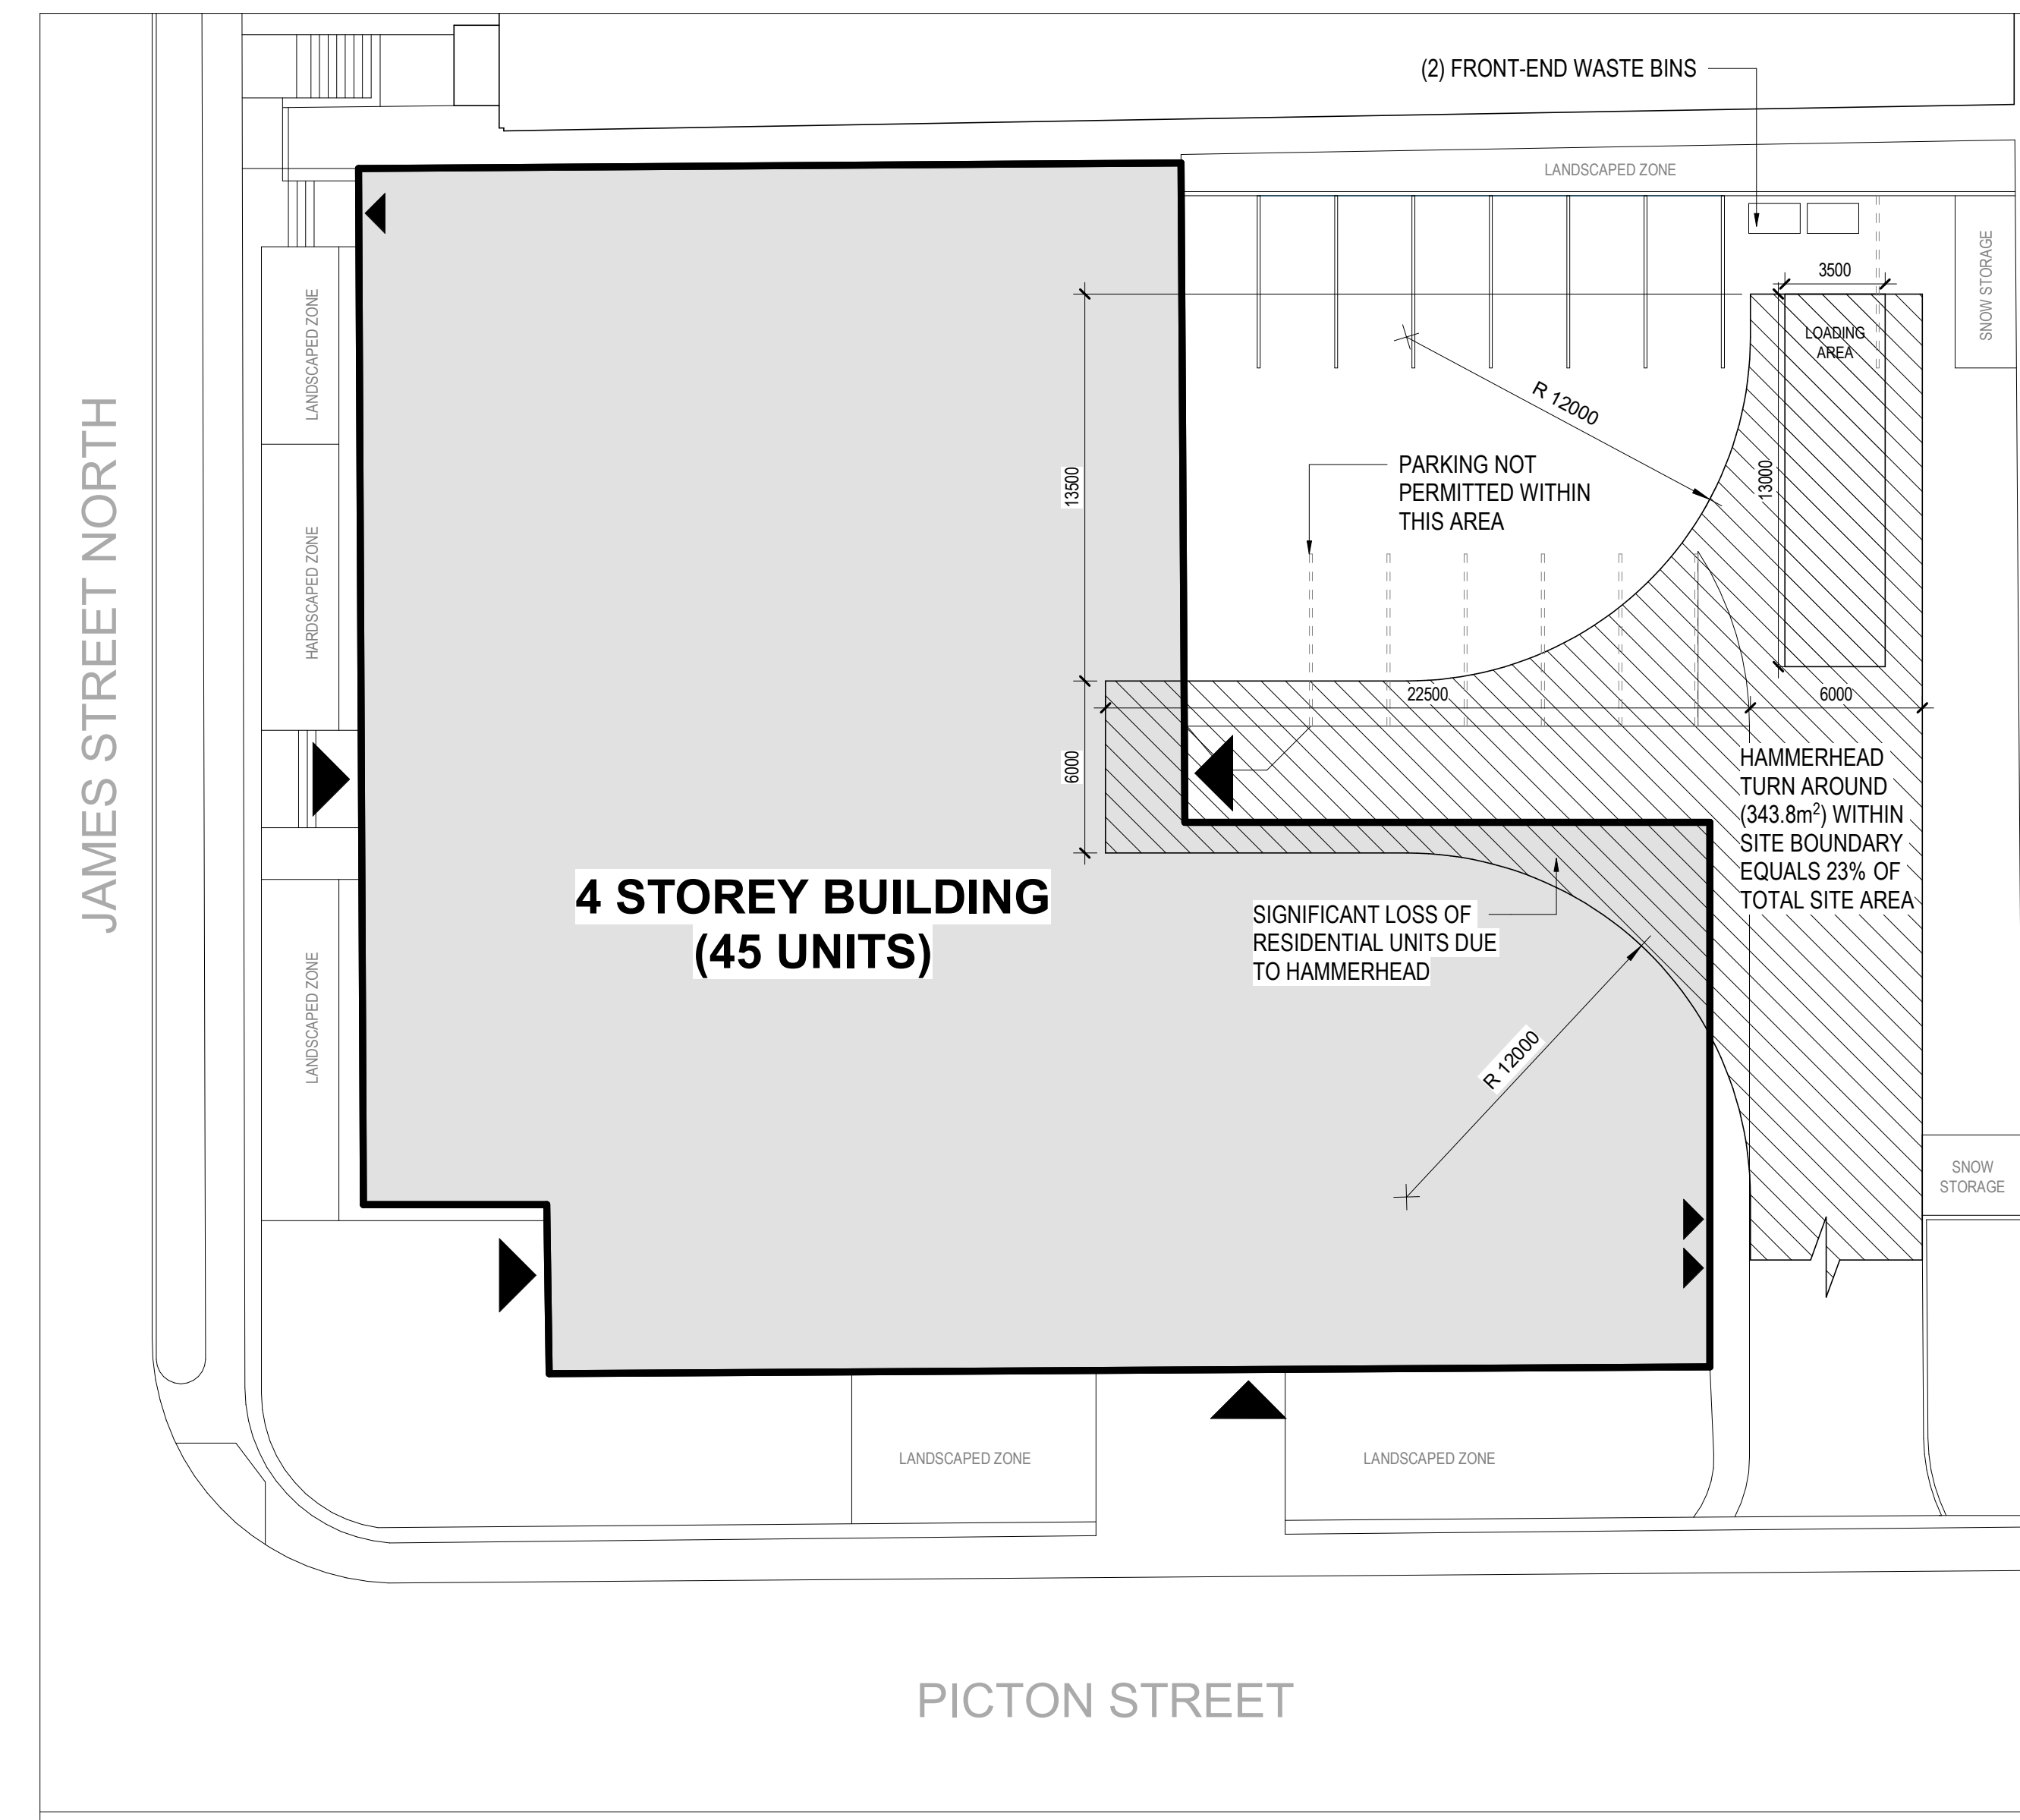 (2) FRONT-END WASTE BINS
LANDSCAPED ZONE
SNOW STORAGE
3500
LOADING
AREA
LANDSCAPED ZONE
R 12000
JAMES STREET NORTH
13500
PARKING NOT
PERMITTED WITHIN
THIS AREA
13000
HARDSCAPED ZONE
22500
6000
6000
HAMMERHEAD
TURN AROUND
(343.8m²) WITHIN
SITE BOUNDARY
EQUALS 23% OF
TOTAL SITE AREA
4 STOREY BUILDING
(45 UNITS)
SIGNIFICANT LOSS OF
RESIDENTIAL UNITS DUE
TO HAMMERHEAD
LANDSCAPED ZONE
R 12000
SNOW
STORAGE
LANDSCAPED ZONE
LANDSCAPED ZONE
PICTON STREET